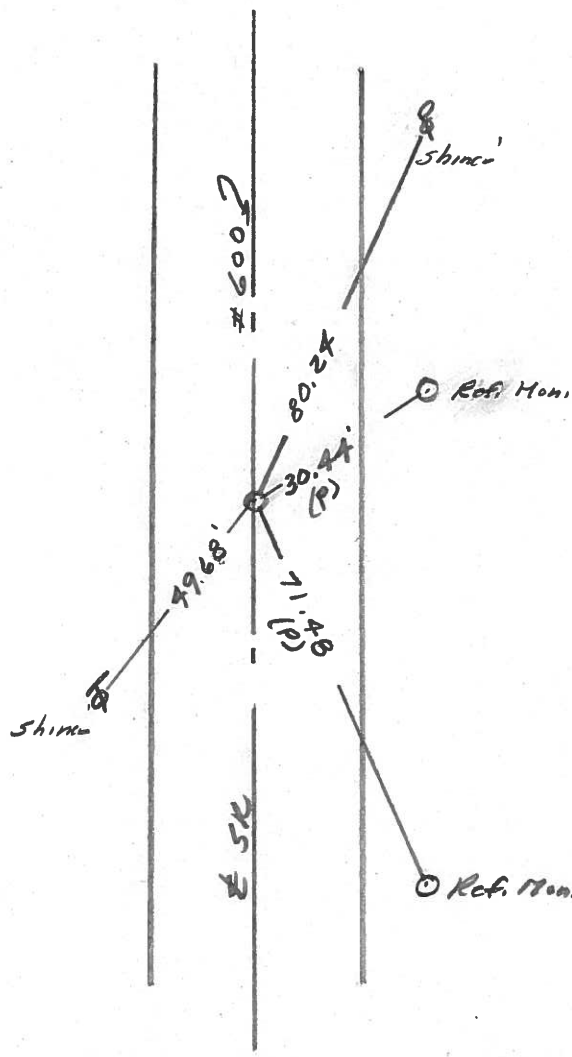 shiner
80.24
Ref. Mon.
30.44'
(P)
49.68'
71.48
(P)
shiner
Ref. Mon.